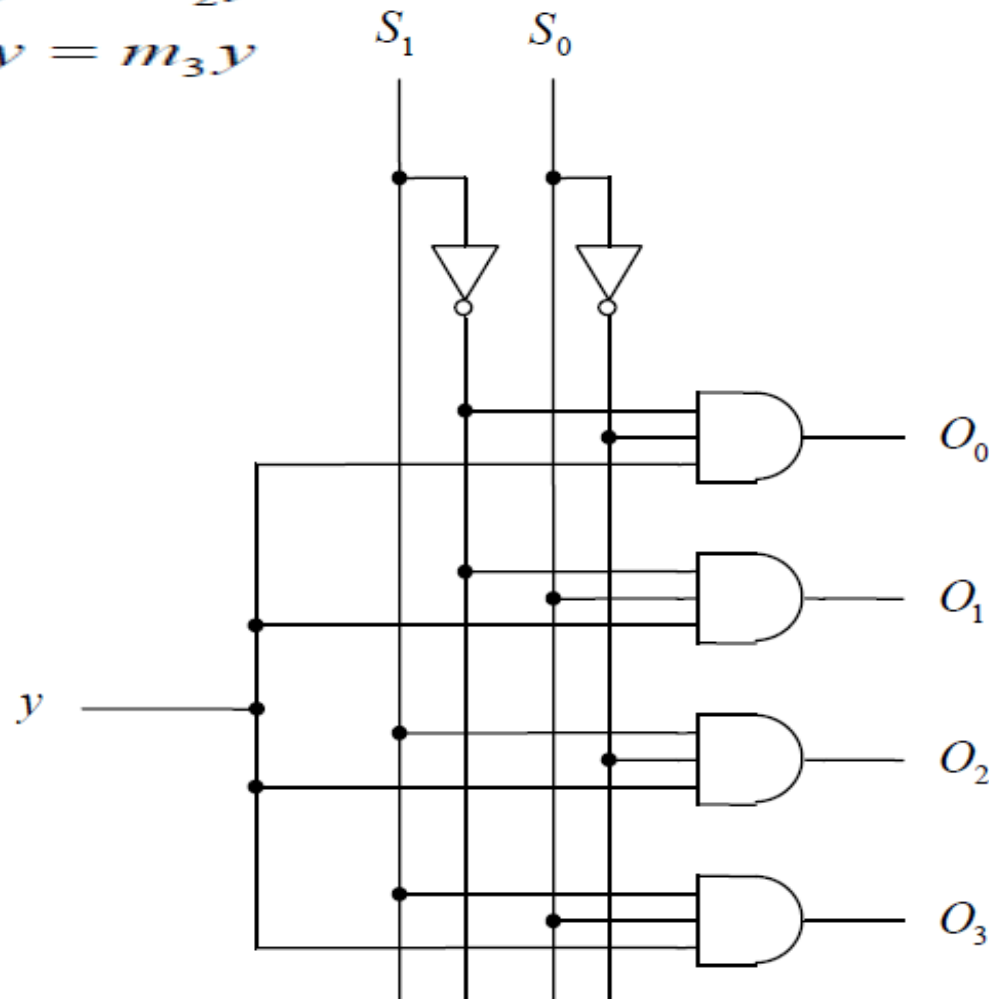 v = m₃y
S₁ S₀
O₀
O₁
y
O₂
O₃